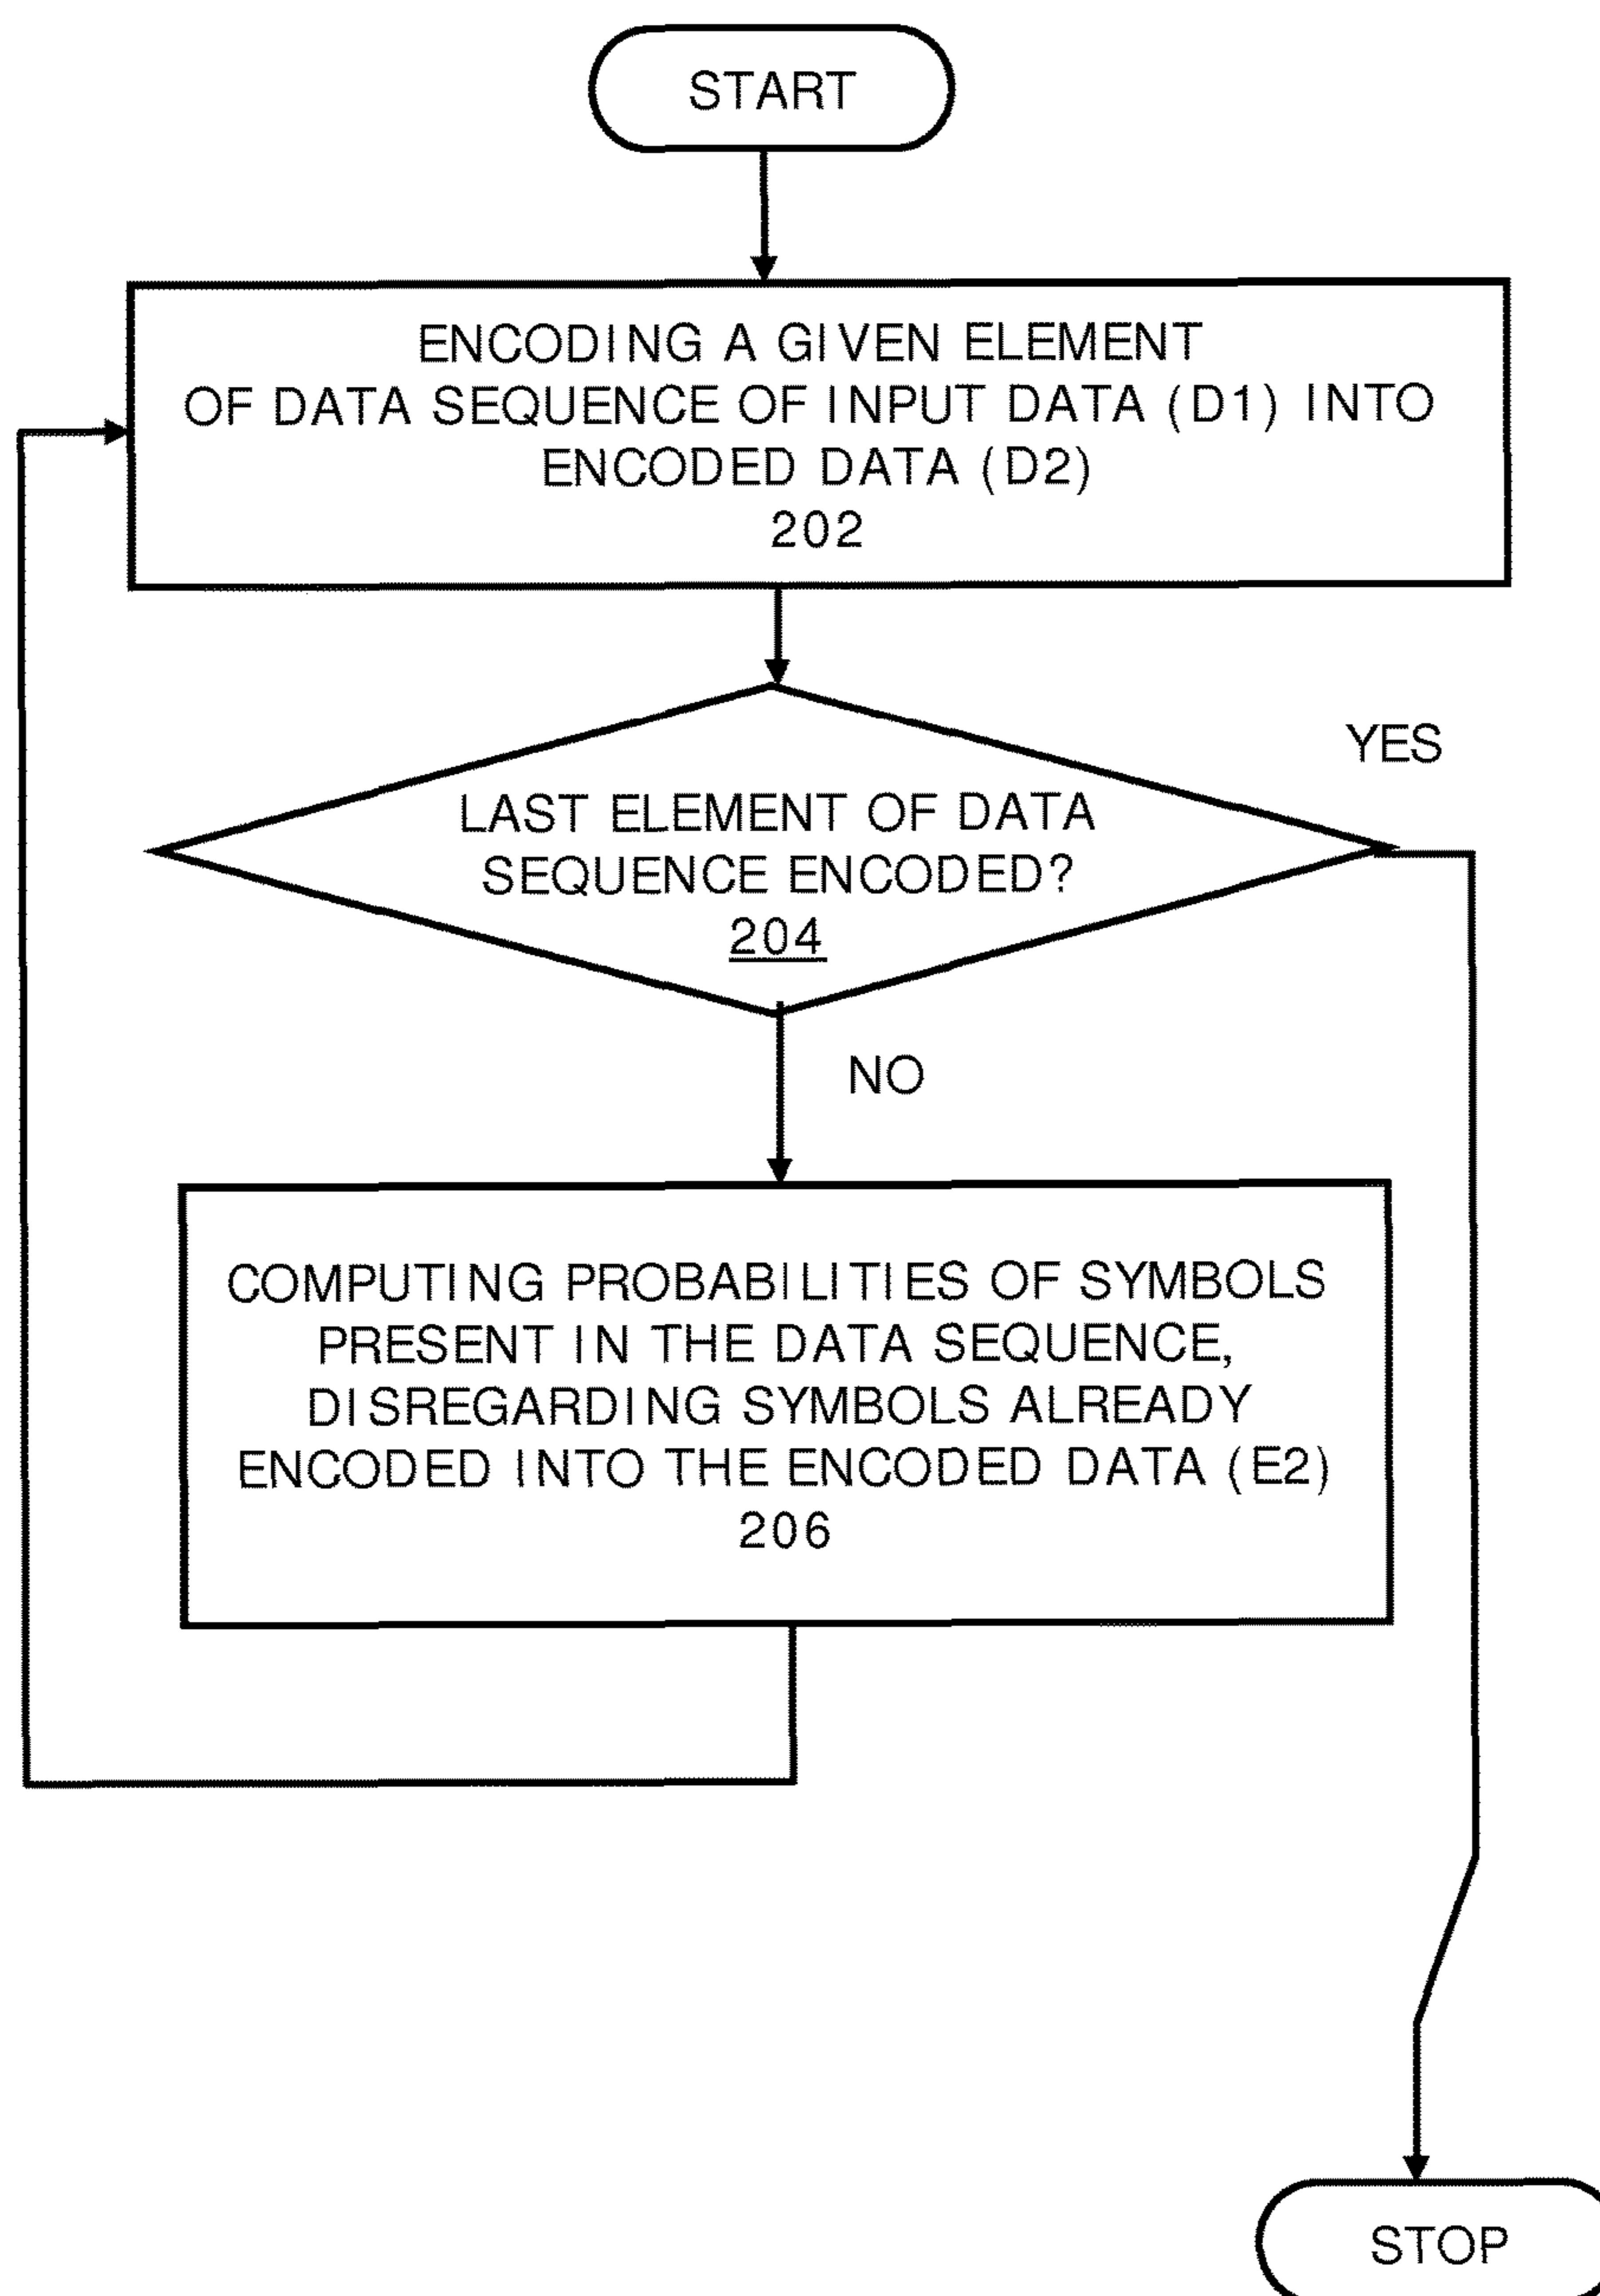 START
ENCODING A GIVEN ELEMENT
OF DATA SEQUENCE OF INPUT DATA (D1) INTO
ENCODED DATA (D2)
202
YES
LAST ELEMENT OF DATA
SEQUENCE ENCODED?
204
NO
COMPUTING PROBABILITIES OF SYMBOLS
PRESENT IN THE DATA SEQUENCE,
DISREGARDING SYMBOLS ALREADY
ENCODED INTO THE ENCODED DATA (E2)
206
STOP